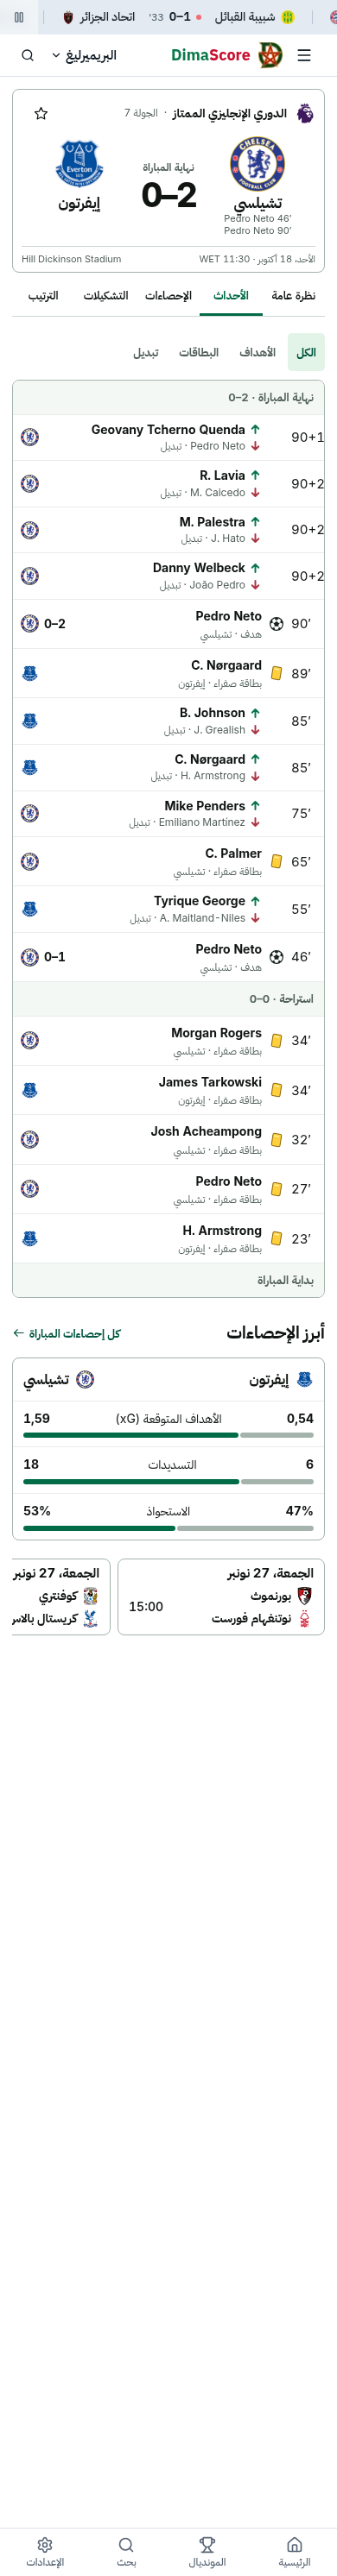 شبيبة القبائل
1–0
33′
اتحاد الجزائر
DimaScore
البريميرليغ
الدوري الإنجليزي الممتاز · الجولة 7
نهاية المباراة
تشيلسي
0–2
إيفرتون
Pedro Neto 46′
Pedro Neto 90′
الأحد، 18 أكتوبر · 11:30 WET
Hill Dickinson Stadium
نظرة عامة
الأحداث
الإحصاءات
التشكيلات
الترتيب
الكل
الأهداف
البطاقات
تبديل
نهاية المباراة · 2–0
90+1
Geovany Tcherno Quenda
Pedro Neto · تبديل
90+2
R. Lavia
M. Caicedo · تبديل
90+2
M. Palestra
J. Hato · تبديل
90+2
Danny Welbeck
João Pedro · تبديل
90′
Pedro Neto
0–2
هدف · تشيلسي
89′
C. Nørgaard
بطاقة صفراء · إيفرتون
85′
B. Johnson
J. Grealish · تبديل
85′
C. Nørgaard
H. Armstrong · تبديل
75′
Mike Penders
Emiliano Martínez · تبديل
65′
C. Palmer
بطاقة صفراء · تشيلسي
55′
Tyrique George
A. Maitland-Niles · تبديل
46′
Pedro Neto
0–1
هدف · تشيلسي
استراحة · 0–0
34′
Morgan Rogers
بطاقة صفراء · تشيلسي
34′
James Tarkowski
بطاقة صفراء · إيفرتون
32′
Josh Acheampong
بطاقة صفراء · تشيلسي
27′
Pedro Neto
بطاقة صفراء · تشيلسي
23′
H. Armstrong
بطاقة صفراء · إيفرتون
بداية المباراة
أبرز الإحصاءات
كل إحصاءات المباراة ←
إيفرتون
تشيلسي
0,54
الأهداف المتوقعة (xG)
1,59
6
التسديدات
18
47%
الاستحواذ
53%
الجمعة، 27 نونبر
بورنموث
نوتنغهام فورست
15:00
الجمعة، 27 نونبر
كوفنتري
كريستال بالاس
الرئيسية
المونديال
بحث
الإعدادات